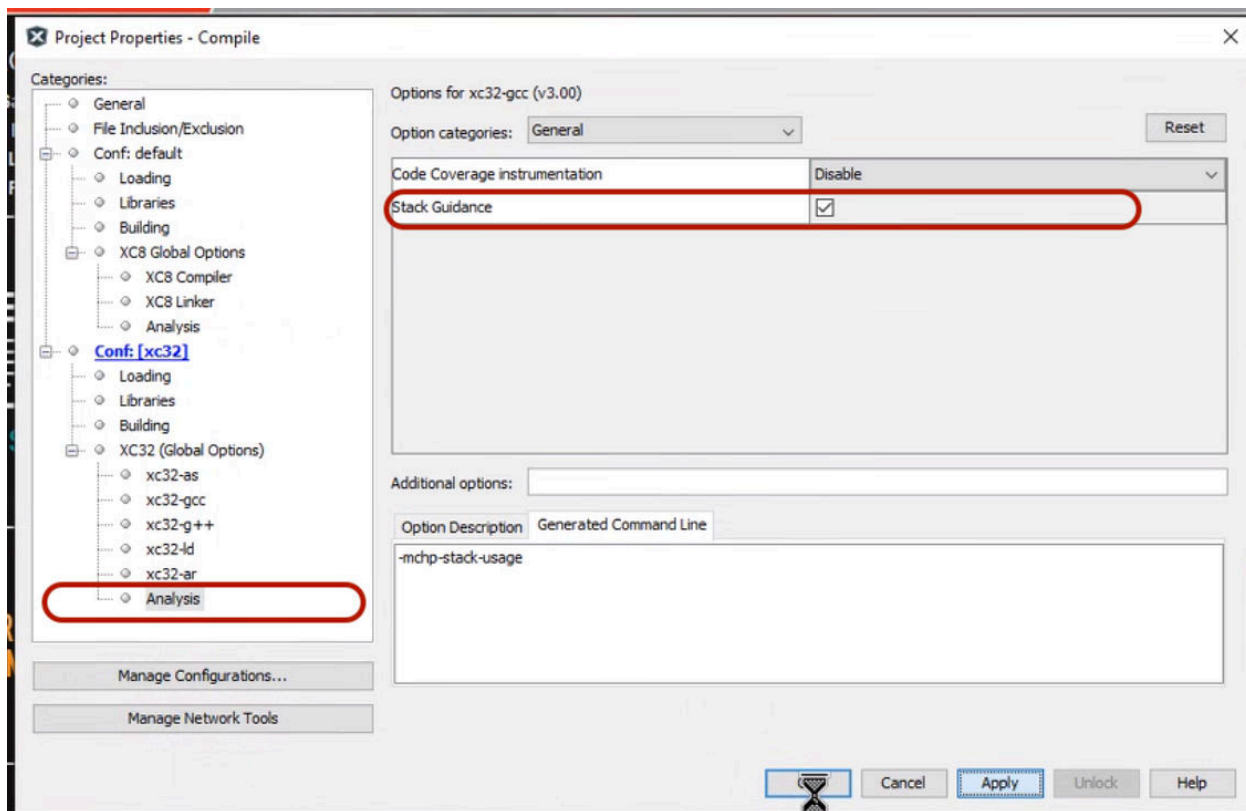 Project Properties - Compile
Categories:
General
File Inclusion/Exclusion
Conf: default
Loading
Libraries
Building
XC8 Global Options
XC8 Compiler
XC8 Linker
Analysis
Conf: [xc32]
Loading
Libraries
Building
XC32 (Global Options)
xc32-as
xc32-gcc
xc32-g++
xc32-ld
xc32-ar
Analysis
Manage Configurations...
Manage Network Tools
Options for xc32-gcc (v3.00)
Option categories: General
Reset
Code Coverage instrumentation Disable
Stack Guidance
Additional options:
Option Description Generated Command Line
-mchp-stack-usage
Cancel Apply Unlock Help